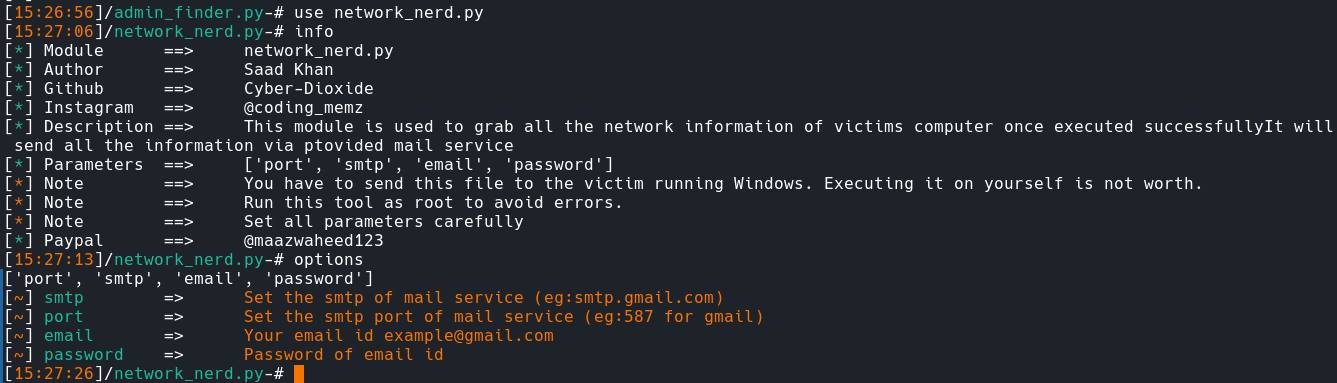 [15:26:56]/admin_finder.py-# use network_nerd.py
[15:27:06]/network_nerd.py-# info
[*] Module      ==>     network_nerd.py
[*] Author      ==>     Saad Khan
[*] Github      ==>     Cyber-Dioxide
[*] Instagram   ==>     @coding_memz
[*] Description ==>     This module is used to grab all the network information of victims computer once executed successfullyIt will
 send all the information via ptovided mail service
[*] Parameters  ==>     ['port', 'smtp', 'email', 'password']
[*] Note        ==>     You have to send this file to the victim running Windows. Executing it on yourself is not worth.
[*] Note        ==>     Run this tool as root to avoid errors.
[*] Note        ==>     Set all parameters carefully
[*] Paypal      ==>     @maazwaheed123
[15:27:13]/network_nerd.py-# options
['port', 'smtp', 'email', 'password']
[~] smtp        =>      Set the smtp of mail service (eg:smtp.gmail.com)
[~] port        =>      Set the smtp port of mail service (eg:587 for gmail)
[~] email       =>      Your email id example@gmail.com
[~] password    =>      Password of email id
[15:27:26]/network_nerd.py-#